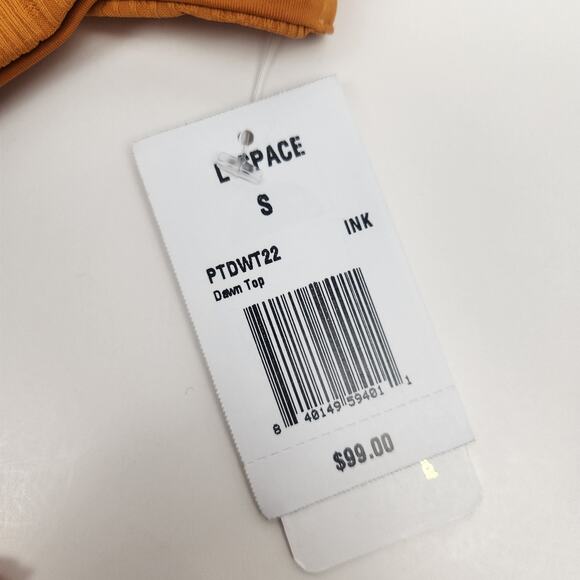 L*SPACE
S
INK
PTDWT22
Dawn Top
8 40149 59401 1
$99.00